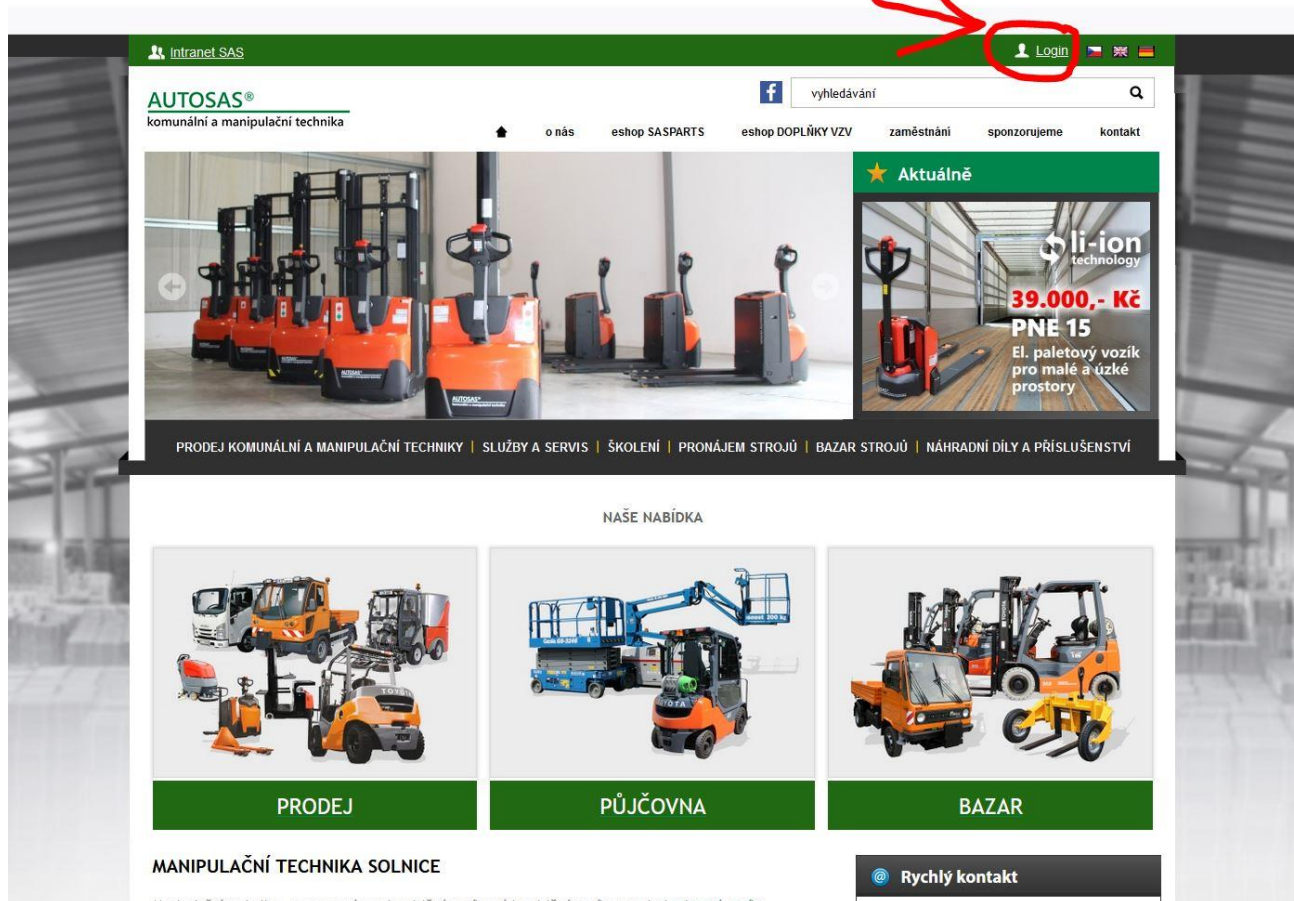 Intranet SAS
Login
AUTOSAS®
komunální a manipulační technika
vyhledávání
o nás
eshop SASPARTS
eshop DOPLŇKY VZV
zaměstnání
sponzorujeme
kontakt
Aktuálně
li-ion
technology
39.000,- Kč
PNE 15
El. paletový vozík
pro malé a úzké
prostory
AUTOSAS®
PRODEJ KOMUNÁLNÍ A MANIPULAČNÍ TECHNIKY | SLUŽBY A SERVIS | ŠKOLENÍ | PRONÁJEM STROJŮ | BAZAR STROJŮ | NÁHRADNÍ DÍLY A PŘÍSLUŠENSTVÍ
NAŠE NABÍDKA
TOYOTA
TOYOTA
PRODEJ
PŮJČOVNA
BAZAR
MANIPULAČNÍ TECHNIKA SOLNICE
@ Rychlý kontakt